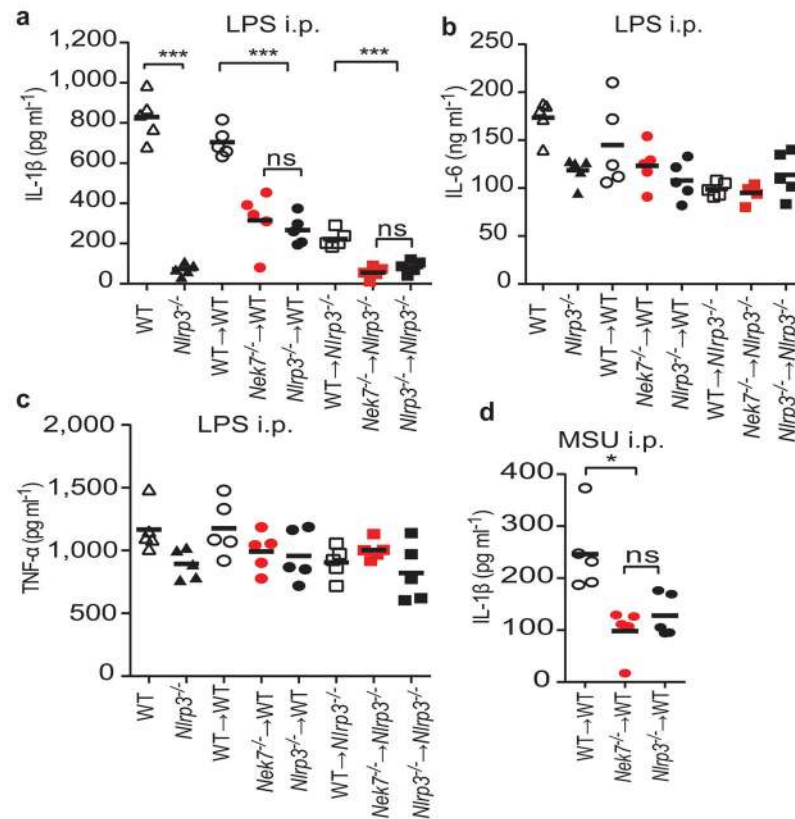 a
LPS i.p.
IL-1β (pg ml⁻¹)
1,200
1,000
800
600
400
200
0
***
***
***
ns
ns
WT
Nlrp3⁻/⁻
WT→WT
Nek7⁻/⁻→WT
Nlrp3⁻/⁻→WT
WT→Nlrp3⁻/⁻
Nek7⁻/⁻→Nlrp3⁻/⁻
Nlrp3⁻/⁻→Nlrp3⁻/⁻
b
LPS i.p.
IL-6 (ng ml⁻¹)
250
200
150
100
50
0
WT
Nlrp3⁻/⁻
WT→WT
Nek7⁻/⁻→WT
Nlrp3⁻/⁻→WT
WT→Nlrp3⁻/⁻
Nek7⁻/⁻→Nlrp3⁻/⁻
Nlrp3⁻/⁻→Nlrp3⁻/⁻
c
LPS i.p.
TNF-α (pg ml⁻¹)
2,000
1,500
1,000
500
0
WT
Nlrp3⁻/⁻
WT→WT
Nek7⁻/⁻→WT
Nlrp3⁻/⁻→WT
WT→Nlrp3⁻/⁻
Nek7⁻/⁻→Nlrp3⁻/⁻
Nlrp3⁻/⁻→Nlrp3⁻/⁻
d
MSU i.p.
IL-1β (pg ml⁻¹)
400
300
200
100
0
*
ns
WT→WT
Nek7⁻/⁻→WT
Nlrp3⁻/⁻→WT